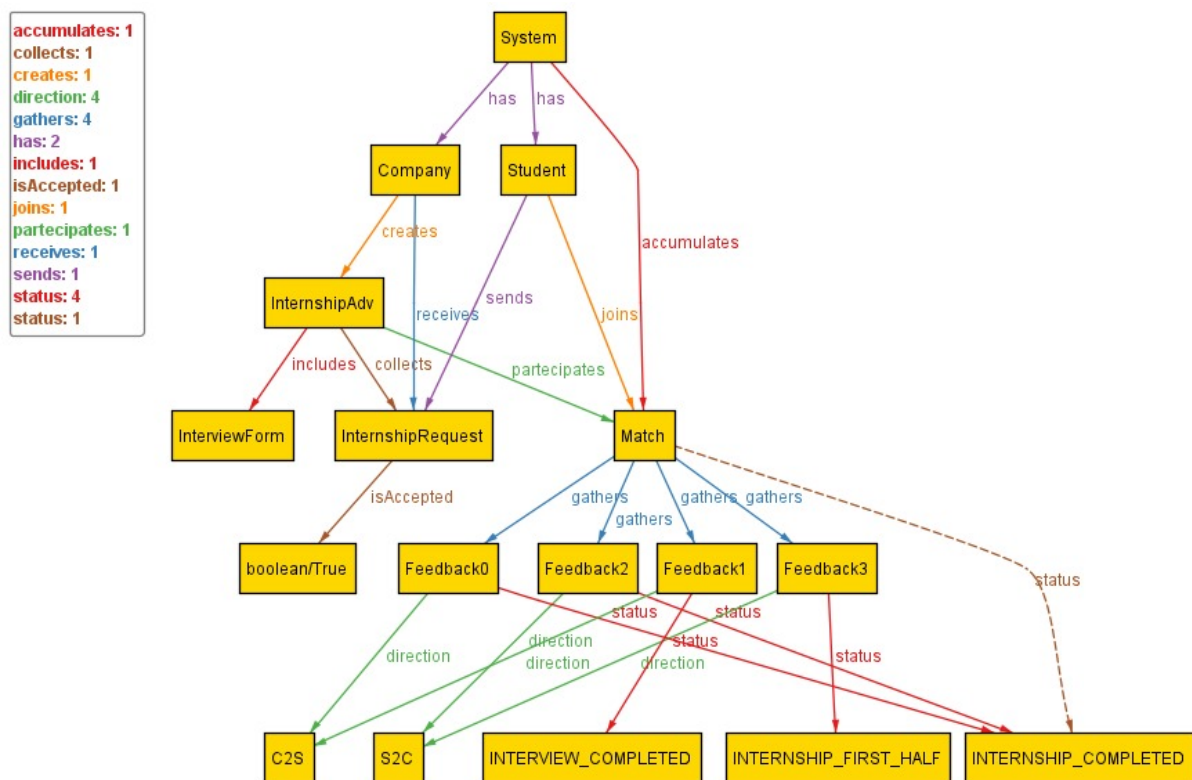 accumulates: 1
collects: 1
creates: 1
direction: 4
gathers: 4
has: 2
includes: 1
isAccepted: 1
joins: 1
partecipates: 1
receives: 1
sends: 1
status: 4
status: 1
System
has
has
Company
Student
creates
accumulates
InternshipAdv
receives
sends
joins
includes
collects
partecipates
InterviewForm
InternshipRequest
Match
isAccepted
gathers
gathers
gathers
gathers
boolean/True
Feedback0
Feedback2
Feedback1
Feedback3
status
status
status
direction
direction
status
direction
direction
status
C2S
S2C
INTERVIEW_COMPLETED
INTERNSHIP_FIRST_HALF
INTERNSHIP_COMPLETED